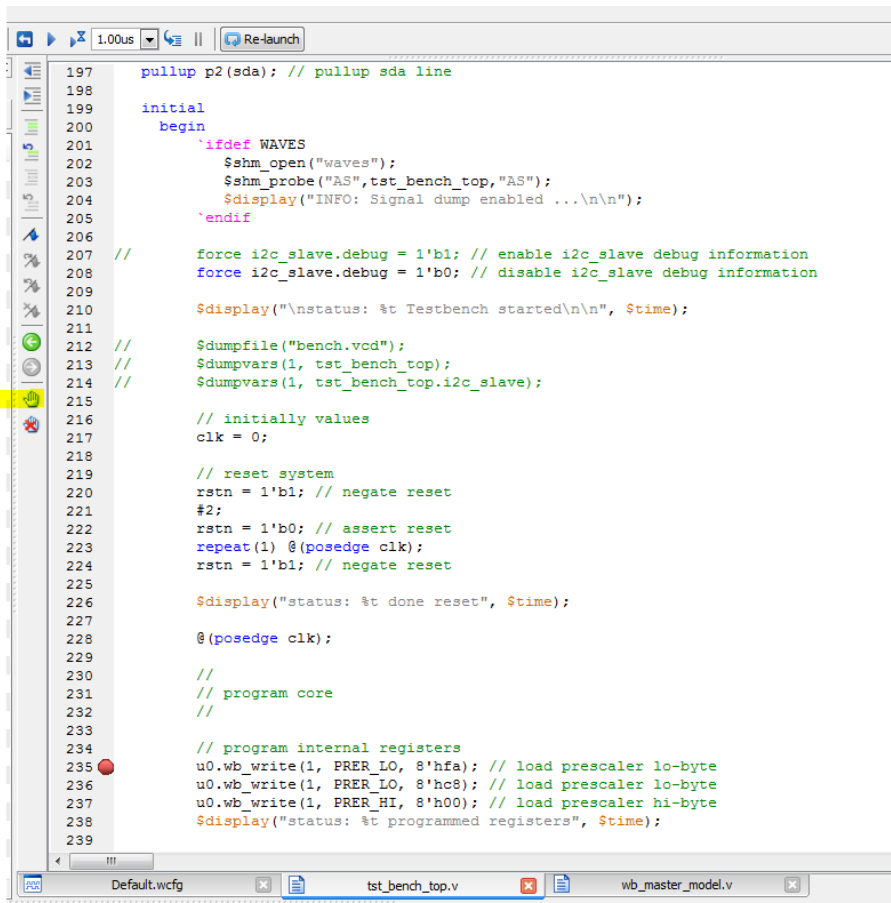 1.00us Re-launch
197 pullup p2(sda); // pullup sda line
198
199 initial
200 begin
201 `ifdef WAVES
202 $shm_open("waves");
203 $shm_probe("AS",tst_bench_top,"AS");
204 $display("INFO: Signal dump enabled ...\n\n");
205 `endif
206
207 // force i2c_slave.debug = 1'b1; // enable i2c_slave debug information
208 force i2c_slave.debug = 1'b0; // disable i2c_slave debug information
209
210 $display("\nstatus: %t Testbench started\n\n", $time);
211
212 // $dumpfile("bench.vcd");
213 // $dumpvars(1, tst_bench_top);
214 // $dumpvars(1, tst_bench_top.i2c_slave);
215
216 // initially values
217 clk = 0;
218
219 // reset system
220 rstn = 1'b1; // negate reset
221 #2;
222 rstn = 1'b0; // assert reset
223 repeat(1) @(posedge clk);
224 rstn = 1'b1; // negate reset
225
226 $display("status: %t done reset", $time);
227
228 @(posedge clk);
229
230 //
231 // program core
232 //
233
234 // program internal registers
235 u0.wb_write(1, PRER_LO, 8'hfa); // load prescaler lo-byte
236 u0.wb_write(1, PRER_LO, 8'hc8); // load prescaler lo-byte
237 u0.wb_write(1, PRER_HI, 8'h00); // load prescaler hi-byte
238 $display("status: %t programmed registers", $time);
239
Default.wcfg tst_bench_top.v wb_master_model.v